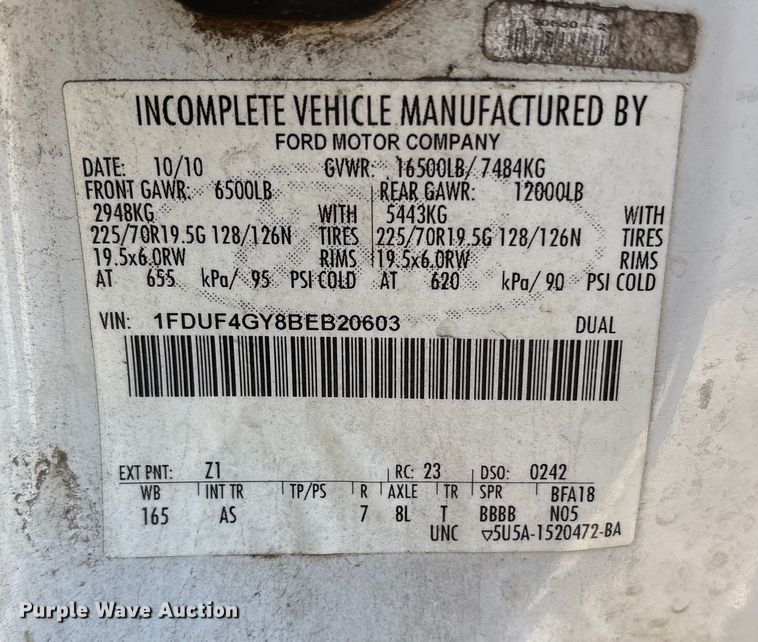 INCOMPLETE VEHICLE MANUFACTURED BY
FORD MOTOR COMPANY
DATE: 10/10 GVWR: 16500LB/ 7484KG
FRONT GAWR: 6500LB REAR GAWR: 12000LB
2948KG WITH 5443KG WITH
225/70R19.5G 128/126N TIRES 225/70R19.5G 128/126N TIRES
19.5x6.0RW RIMS 19.5x6.0RW RIMS
AT 655 kPa/ 95 PSI COLD AT 620 kPa/ 90 PSI COLD
VIN: 1FDUF4GY8BEB20603 DUAL
EXT PNT: Z1 RC: 23 DSO: 0242
WB INT TR TP/PS R AXLE TR SPR BFA18
165 AS 7 8L T BBBB N05
UNC ▽5U5A-1520472-BA
Purple Wave Auction